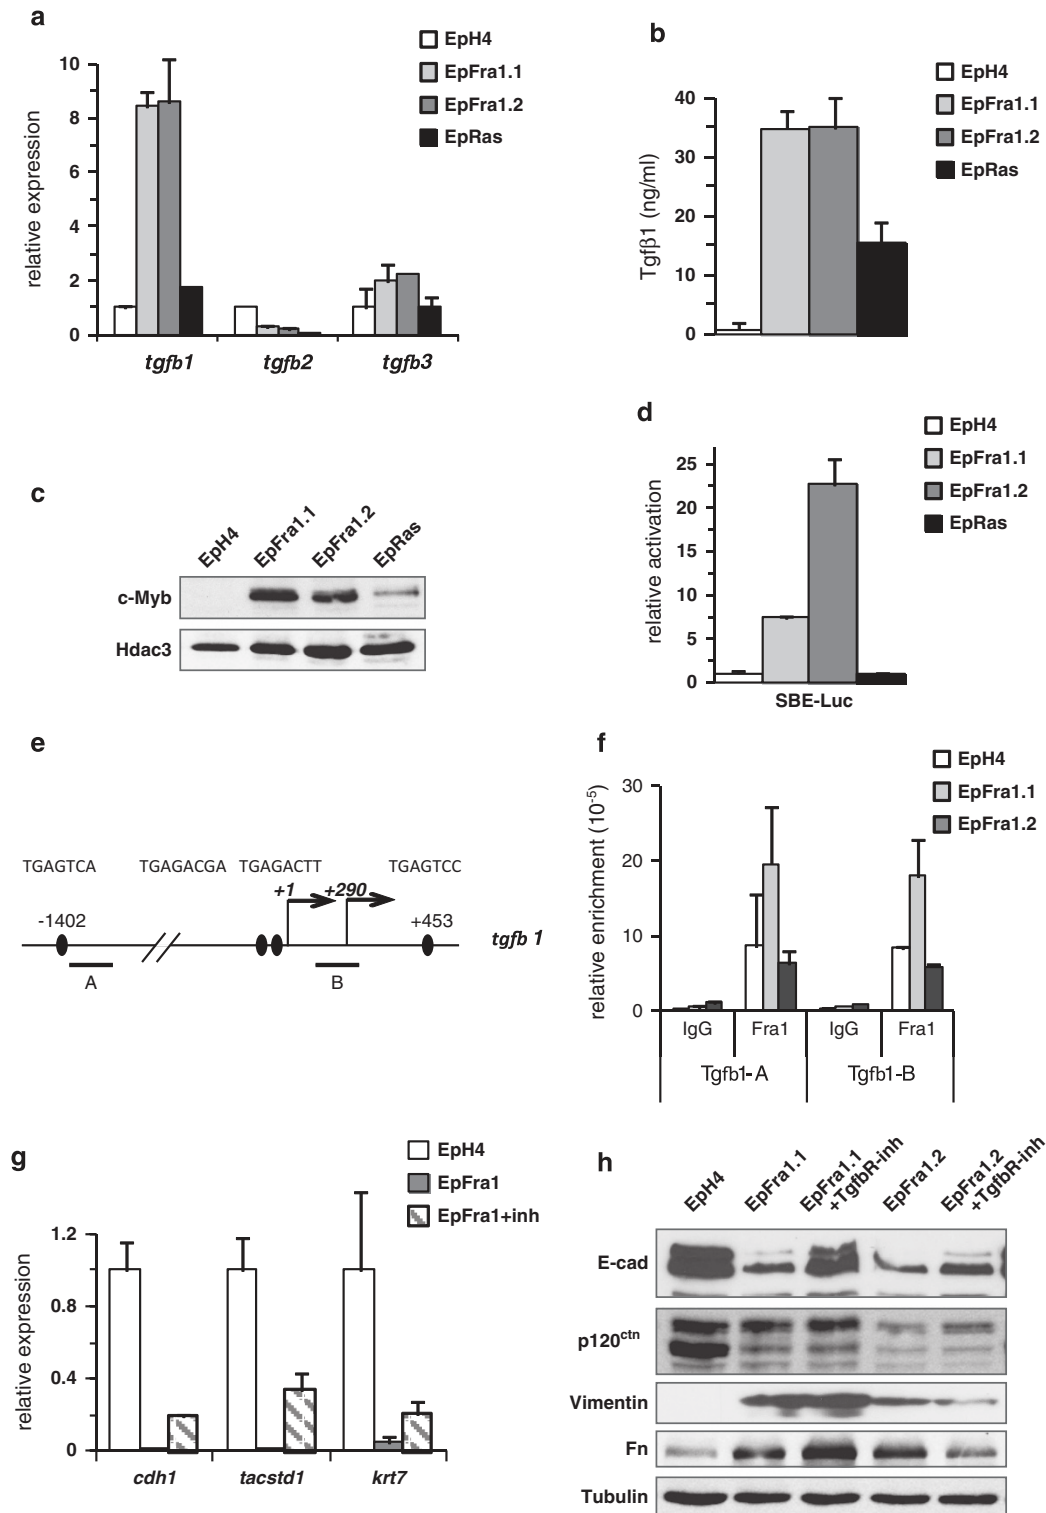 a
EpH4
EpFra1.1
EpFra1.2
EpRas
relative expression
10
8
6
4
2
0
tgfb1 tgfb2 tgfb3
b
EpH4
EpFra1.1
EpFra1.2
EpRas
Tgfβ1 (ng/ml)
40
30
20
10
0
c
EpH4 EpFra1.1 EpFra1.2 EpRas
c-Myb
Hdac3
d
EpH4
EpFra1.1
EpFra1.2
EpRas
relative activation
25
20
15
10
5
0
SBE-Luc
e
TGAGTCA TGAGACGA TGAGACTT TGAGTCC
+1 +290
-1402 +453
tgfb 1
A B
f
EpH4
EpFra1.1
EpFra1.2
relative enrichment (10⁻⁵)
30
20
10
0
IgG Fra1 IgG Fra1
Tgfb1-A Tgfb1-B
g
EpH4
EpFra1
EpFra1+inh
relative expression
1.2
0.8
0.4
0
cdh1 tacstd1 krt7
h
EpH4 EpFra1.1 EpFra1.1 +TgfbR-inh EpFra1.2 EpFra1.2 +TgfbR-inh
E-cad
p120ᶜᵗⁿ
Vimentin
Fn
Tubulin